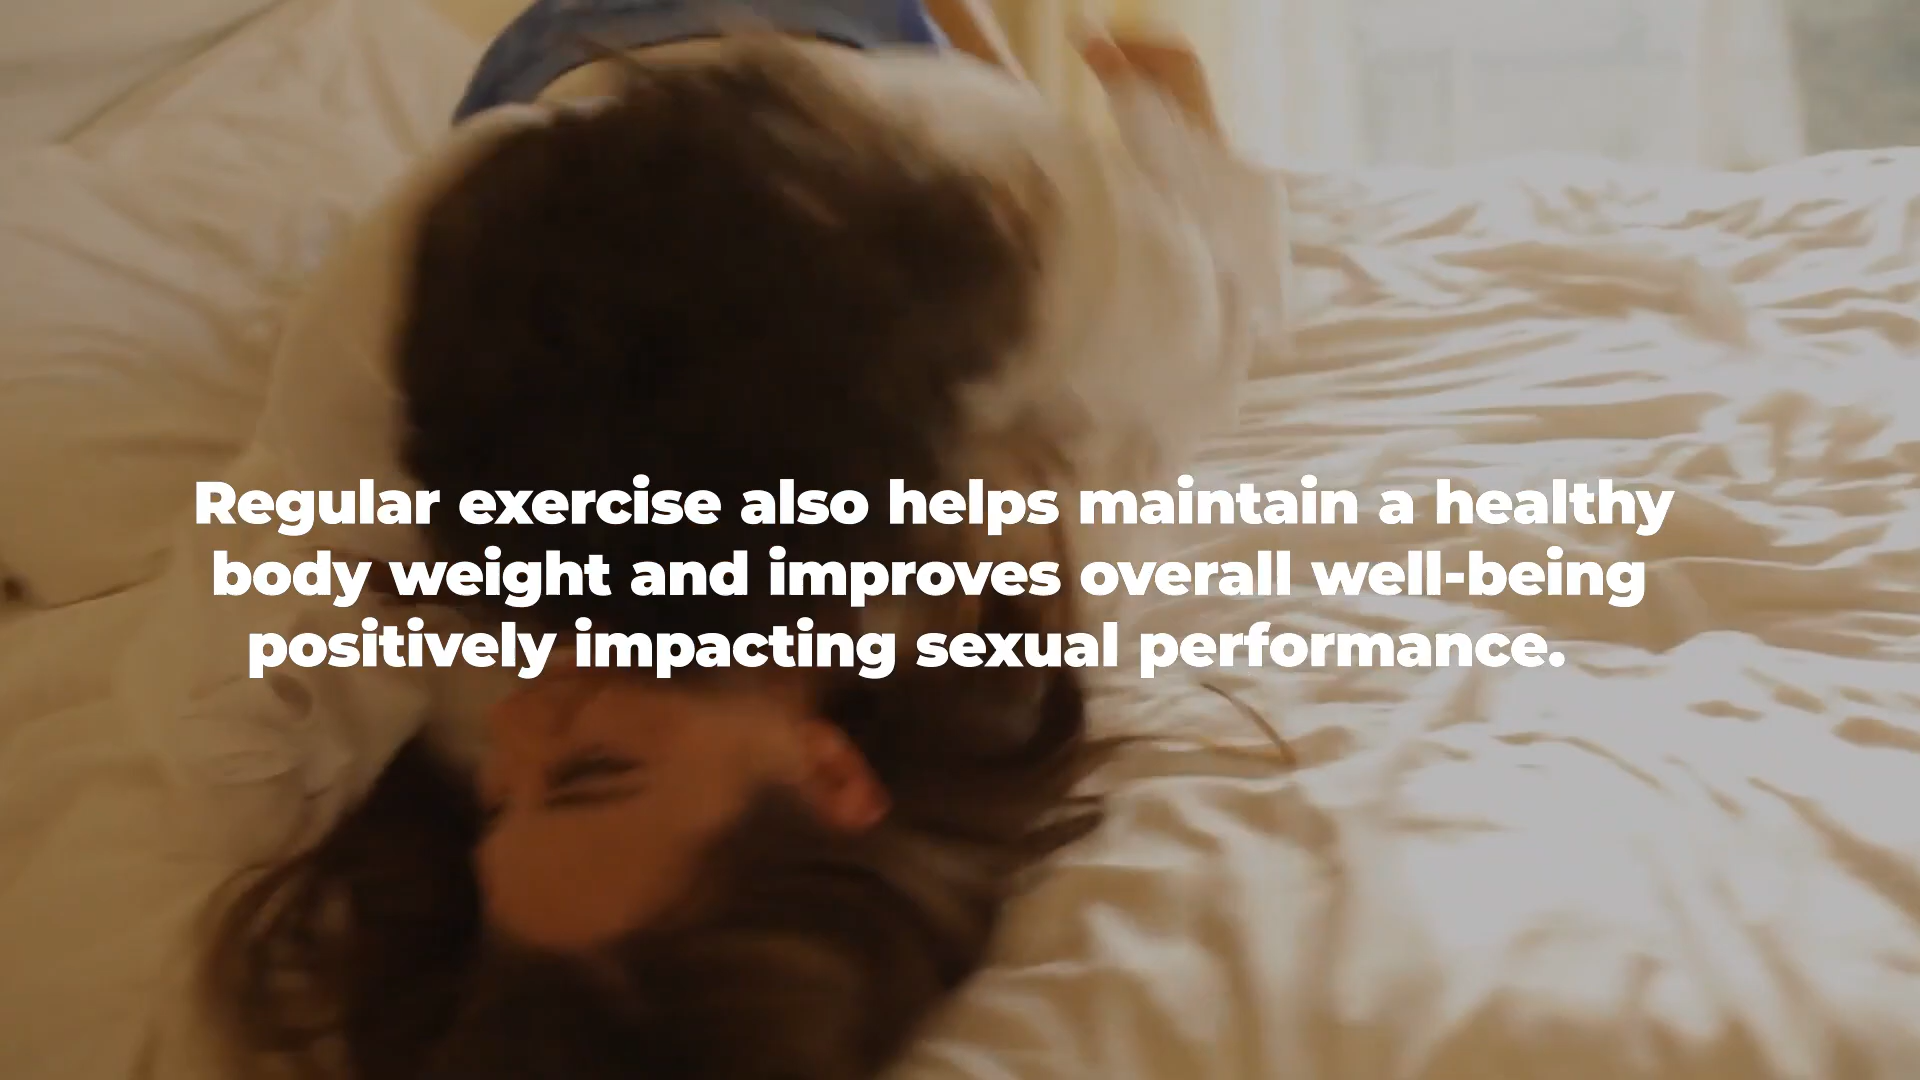 Regular exercise also helps maintain a healthy
body weight and improves overall well-being
positively impacting sexual performance.